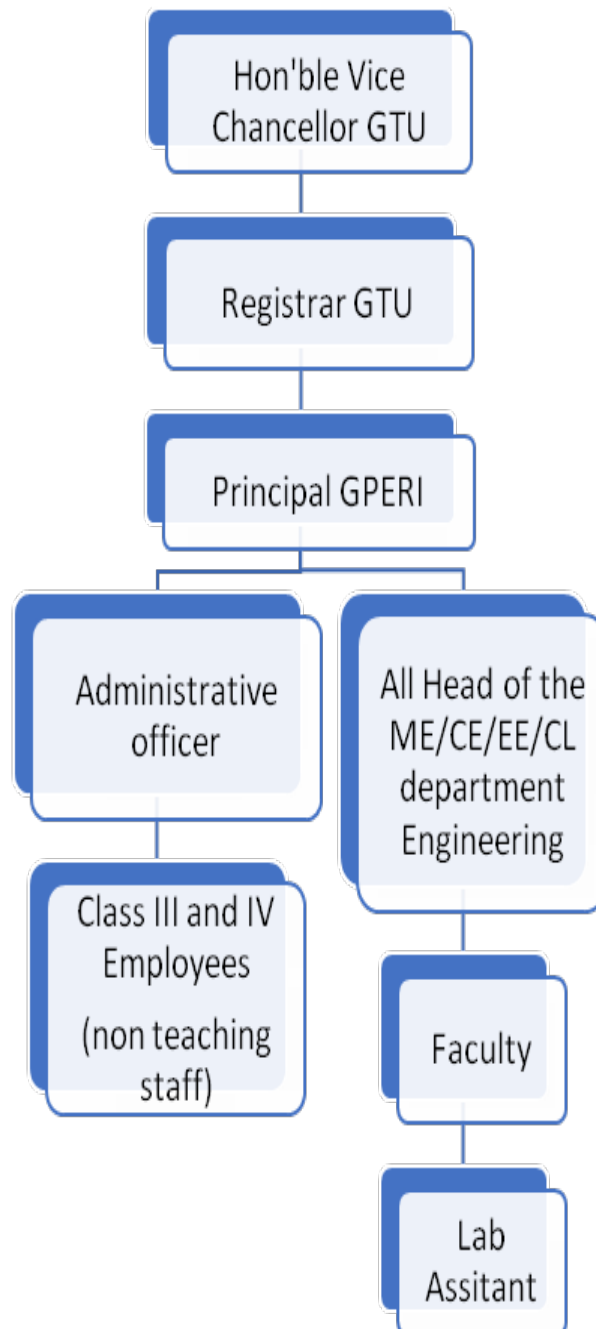 Hon'ble Vice
Chancellor GTU
Registrar GTU
Principal GPERI
Administrative
officer
Class III and IV
Employees
(non teaching
staff)
All Head of the
ME/CE/EE/CL
department
Engineering
Faculty
Lab
Assitant